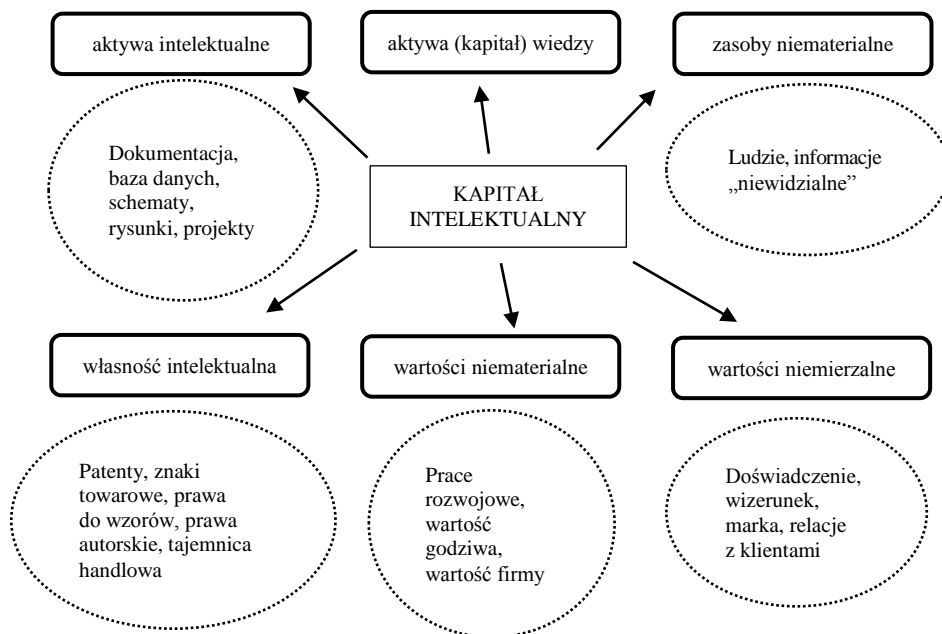 aktywa intelektualne
aktywa (kapitał) wiedzy
zasoby niematerialne
Dokumentacja,
baza danych,
schematy,
rysunki, projekty
KAPITAŁ
INTELEKTUALNY
Ludzie, informacje
„niewidzialne”
własność intelektualna
wartości niematerialne
wartości niemierzalne
Patenty, znaki
towarowe, prawa
do wzorów, prawa
autorskie, tajemnica
handlowa
Prace
rozwojowe,
wartość
godziwa,
wartość firmy
Doświadczenie,
wizerunek,
marka, relacje
z klientami